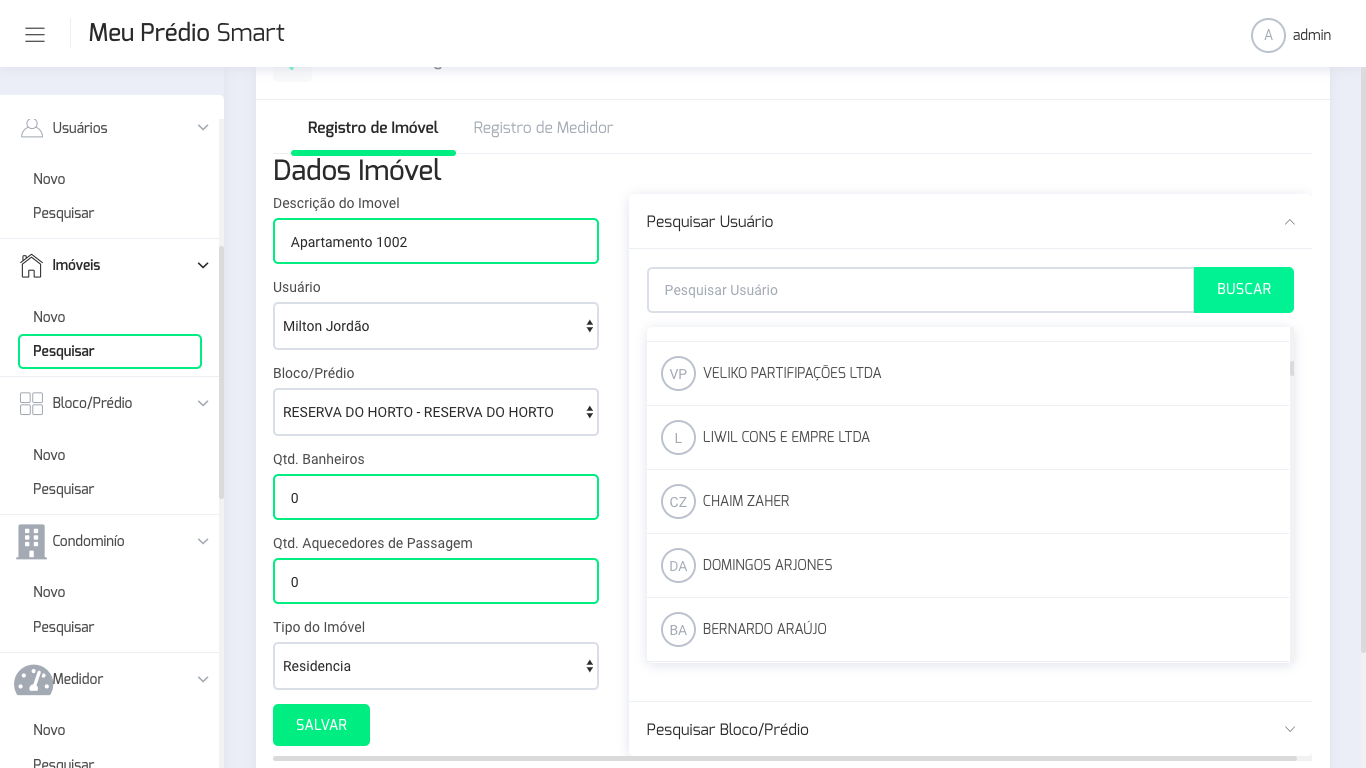 Meu Prédio Smart
A
admin
Usuários
Novo
Pesquisar
Imóveis
Novo
Pesquisar
Bloco/Prédio
Novo
Pesquisar
Condominío
Novo
Pesquisar
Medidor
Novo
Pesquisar
Registro de Imóvel
Registro de Medidor
Dados Imóvel
Descrição do Imovel
Apartamento 1002
Usuário
Milton Jordão
Bloco/Prédio
RESERVA DO HORTO - RESERVA DO HORTO
Qtd. Banheiros
0
Qtd. Aquecedores de Passagem
0
Tipo do Imóvel
Residencia
SALVAR
Pesquisar Usuário
Pesquisar Usuário
BUSCAR
VP VELIKO PARTIFIPAÇÕES LTDA
L LIWIL CONS E EMPRE LTDA
CZ CHAIM ZAHER
DA DOMINGOS ARJONES
BA BERNARDO ARAÚJO
Pesquisar Bloco/Prédio